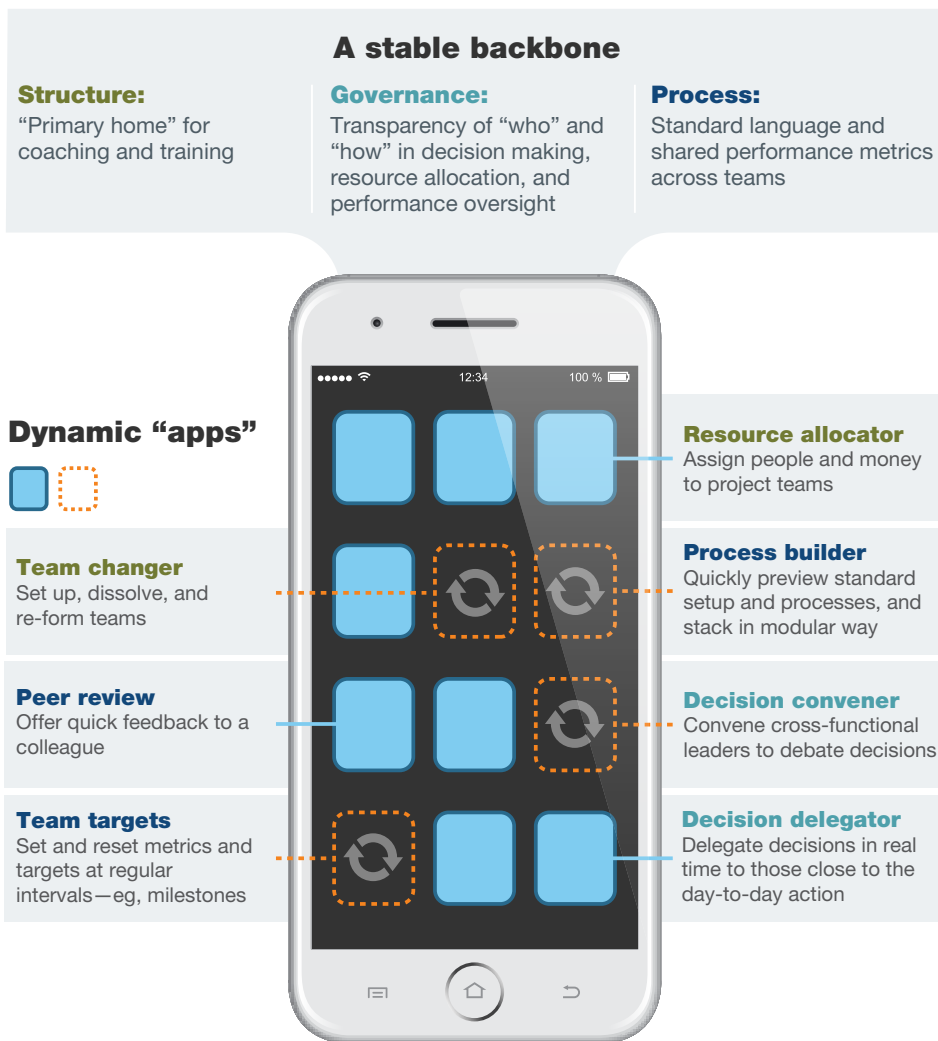 A stable backbone
Structure:
“Primary home” for
coaching and training
Governance:
Transparency of “who” and
“how” in decision making,
resource allocation, and
performance oversight
Process:
Standard language and
shared performance metrics
across teams
12:34
100 %
Dynamic “apps”
Team changer
Set up, dissolve, and
re-form teams
Peer review
Offer quick feedback to a
colleague
Team targets
Set and reset metrics and
targets at regular
intervals—eg, milestones
Resource allocator
Assign people and money
to project teams
Process builder
Quickly preview standard
setup and processes, and
stack in modular way
Decision convener
Convene cross-functional
leaders to debate decisions
Decision delegator
Delegate decisions in real
time to those close to the
day-to-day action